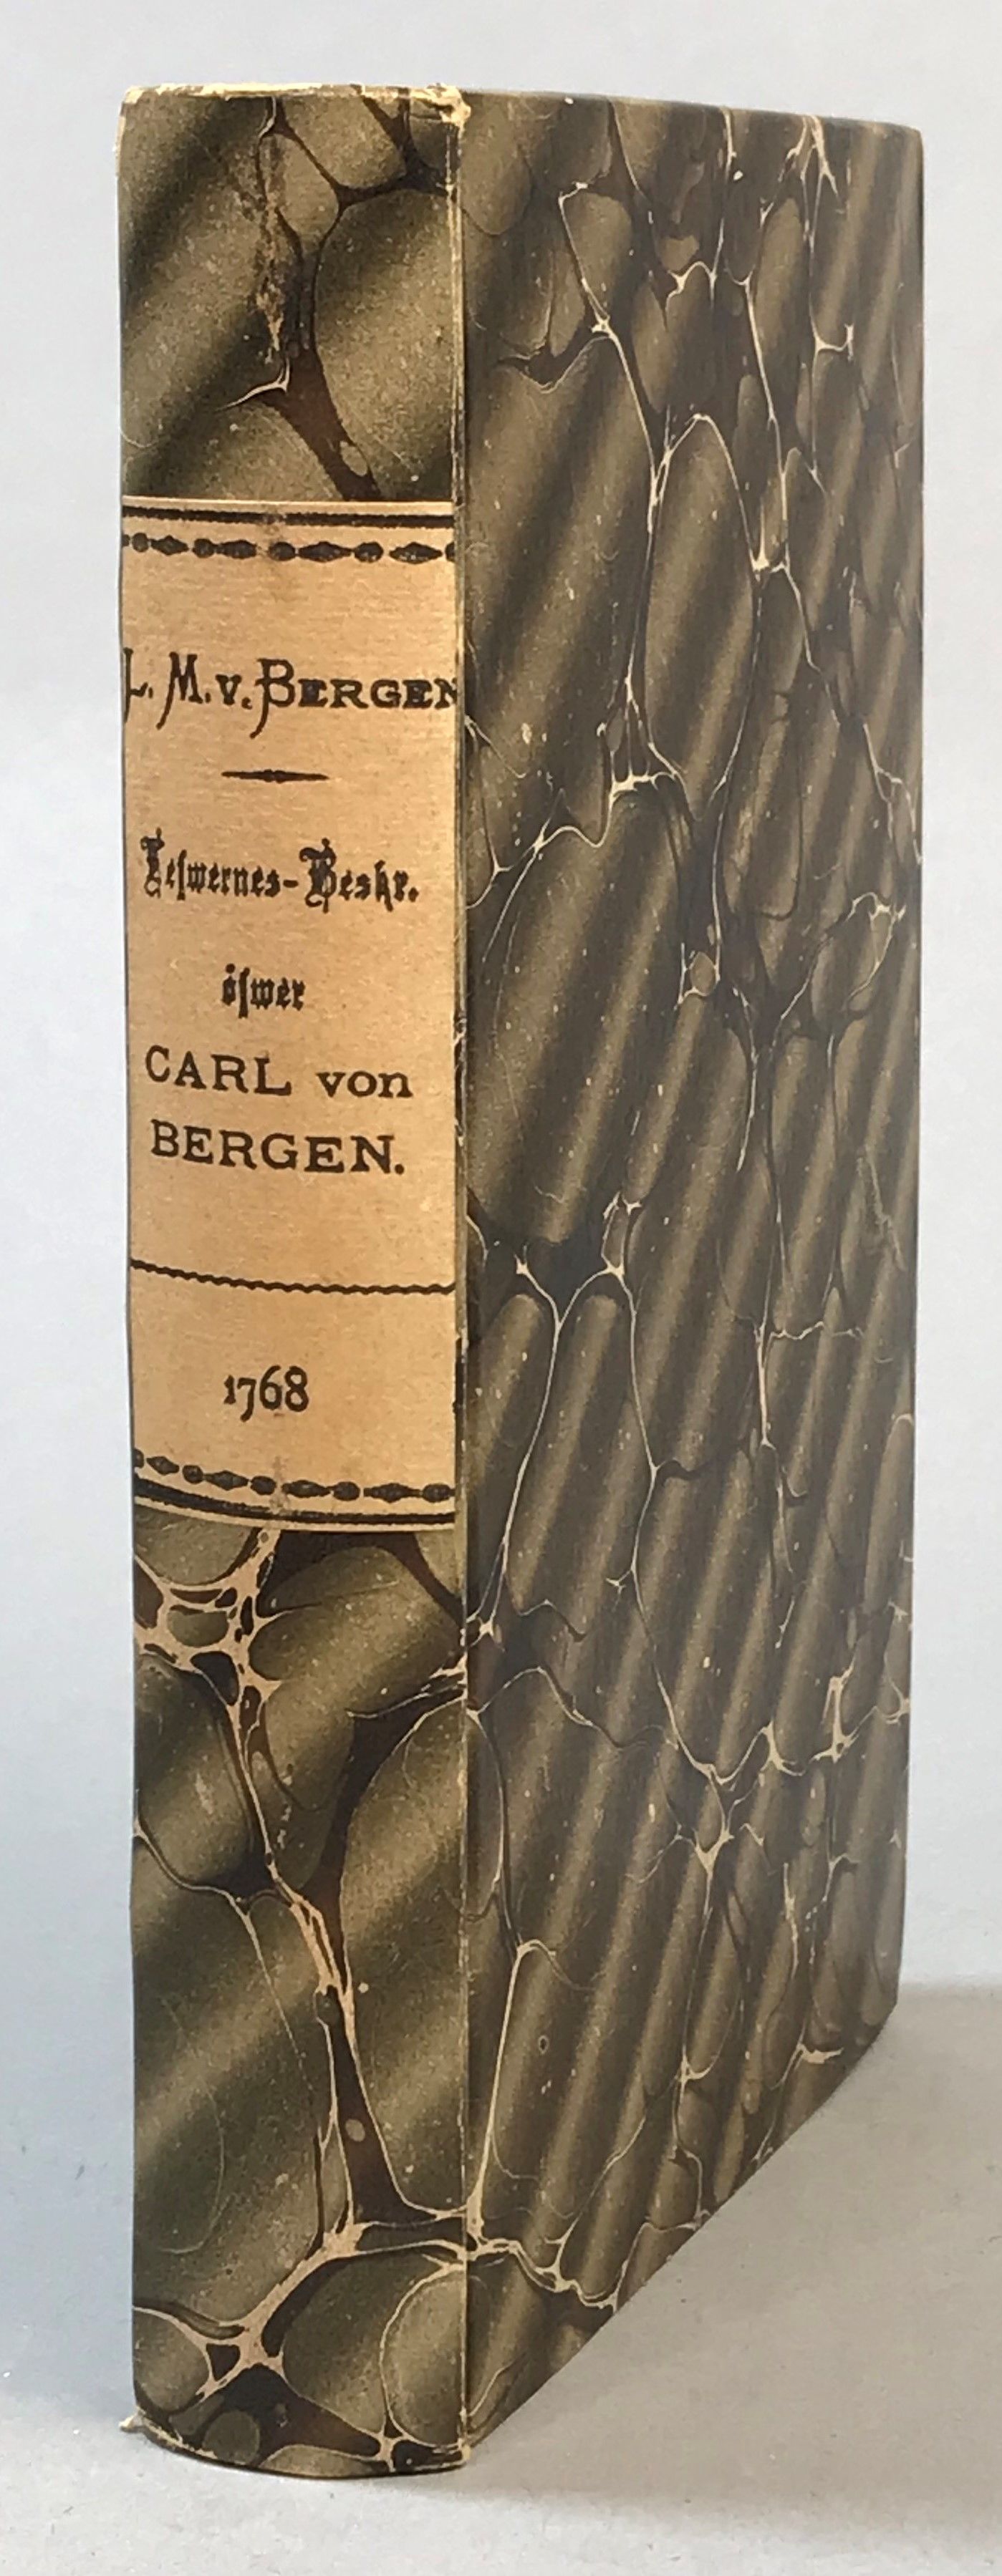 L. M. v. BERGEN
Lefwernes-Beskr.
öfwer
CARL von
BERGEN.
1768